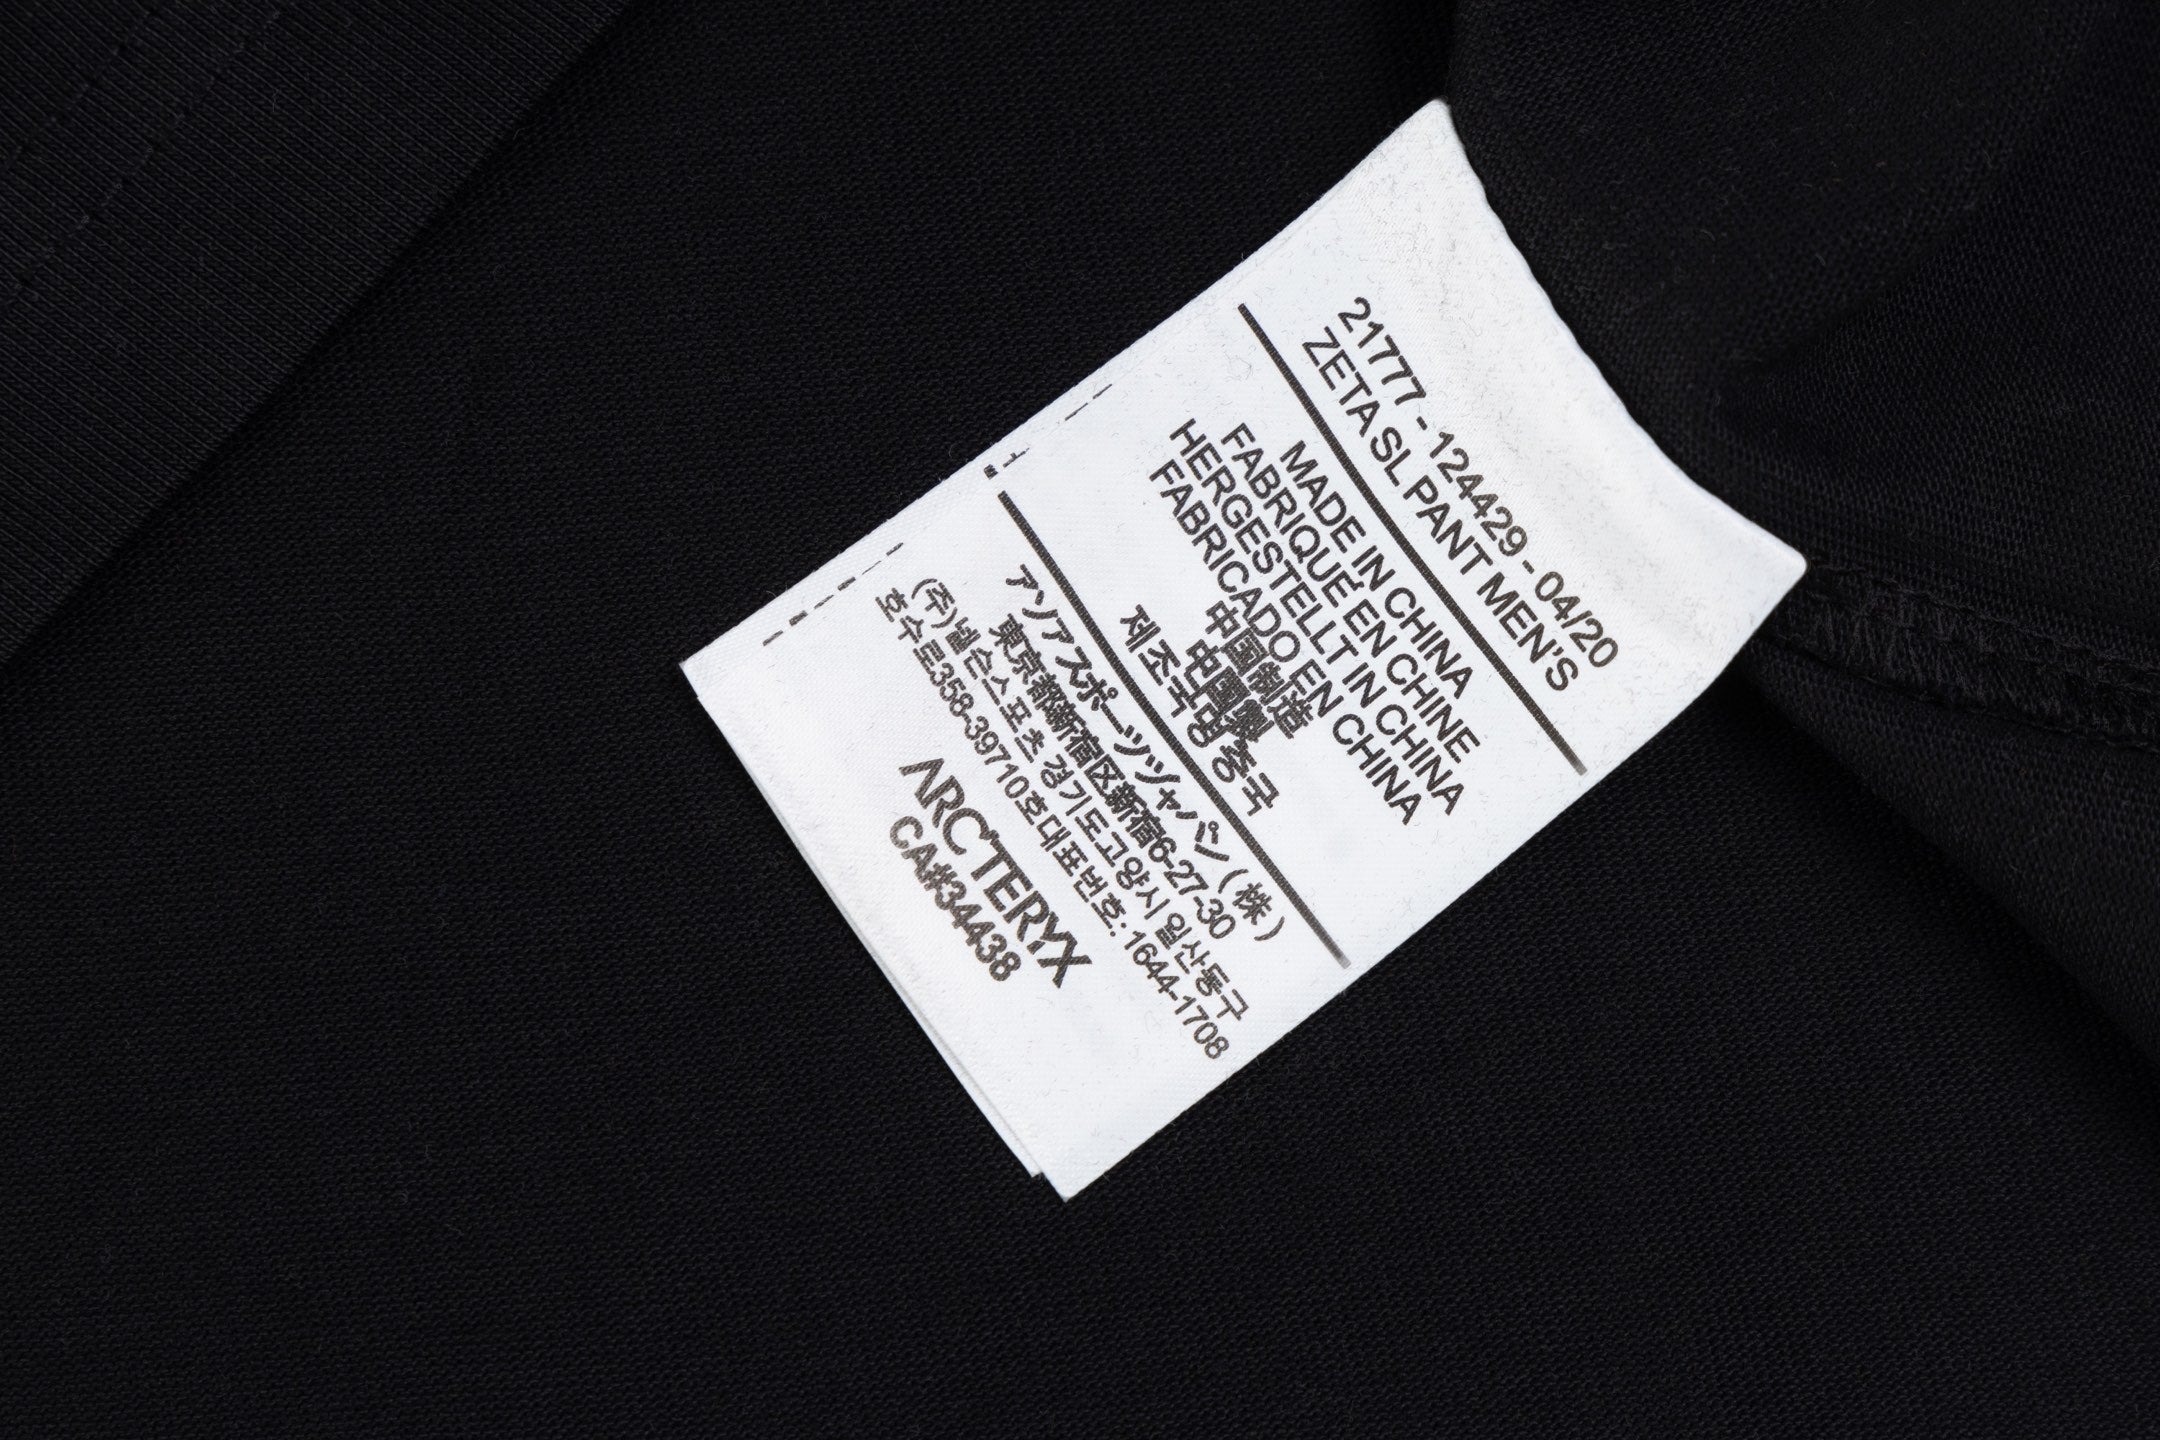 21777 - 124429 - 04/20
ZETA SL PANT MEN'S
MADE IN CHINA
FABRIQUÉ EN CHINE
HERGESTELLT IN CHINA
FABRICADO EN CHINA
中国制造
中國製
제조국명중국
アソアスポーツジャパン(株)
東京都新宿区新宿6-27-30
(주)넬슨스포츠 경기도고양시 일산동구
호수로358-39710호대표번호: 1644-1708
ARC'TERYX
CA#34438